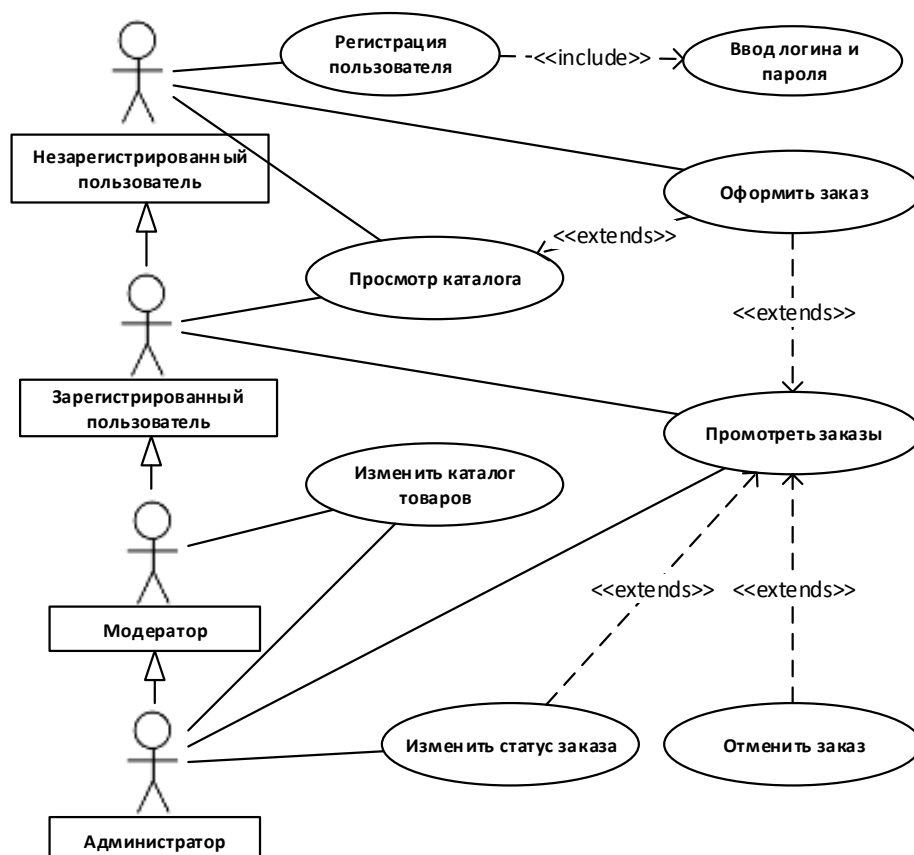 Регистрация
пользователя
<<include>>
Ввод логина и
пароля
Незарегистрированный
пользователь
Оформить заказ
<<extends>>
Просмотр каталога
<<extends>>
Зарегистрированный
пользователь
Промотреть заказы
Изменить каталог
товаров
<<extends>>
<<extends>>
Модератор
Изменить статус заказа
Отменить заказ
Администратор